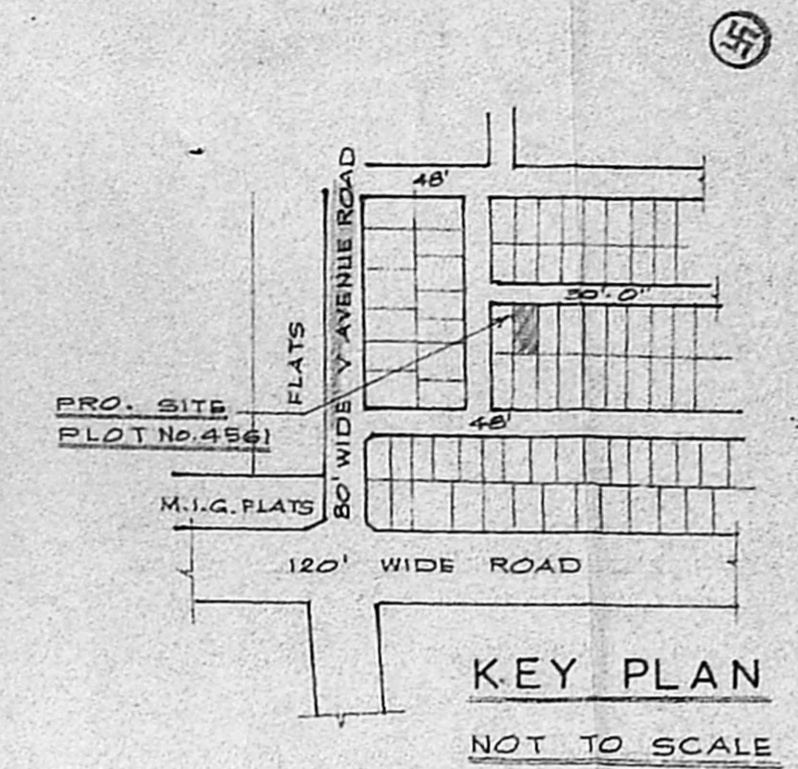 48'
80' WIDE V AVENUE ROAD
30'-0"
FLATS
PRO. SITE
PLOT No. 4561
48'
M.I.G. FLATS
120' WIDE ROAD
KEY PLAN
NOT TO SCALE